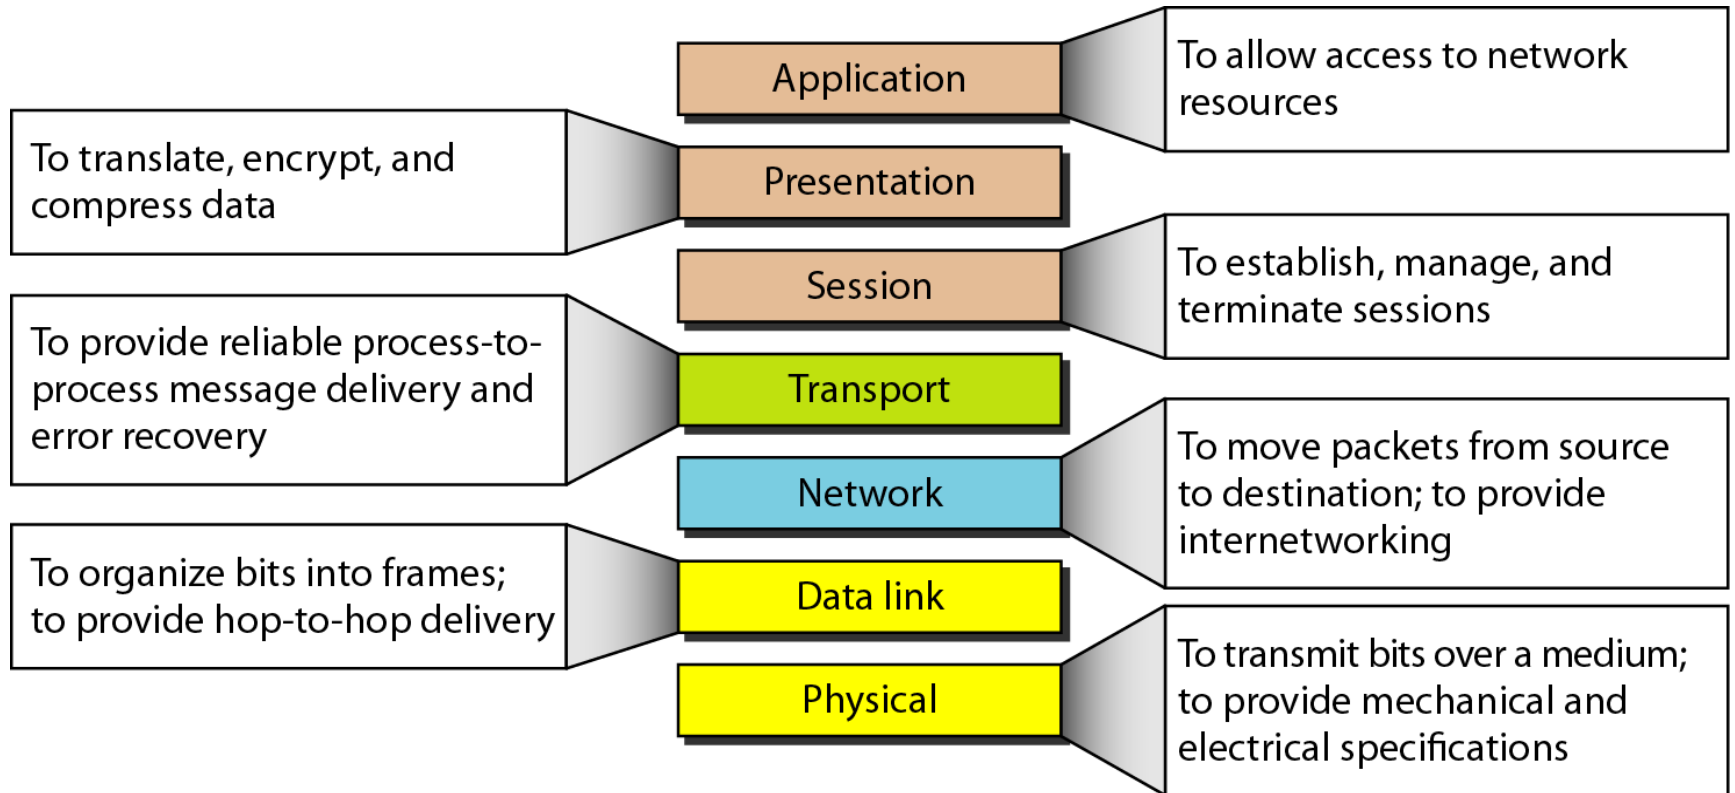 Application
To allow access to network
resources
To translate, encrypt, and
compress data
Presentation
Session
To establish, manage, and
terminate sessions
To provide reliable process-to-
process message delivery and
error recovery
Transport
Network
To move packets from source
to destination; to provide
internetworking
To organize bits into frames;
to provide hop-to-hop delivery
Data link
Physical
To transmit bits over a medium;
to provide mechanical and
electrical specifications